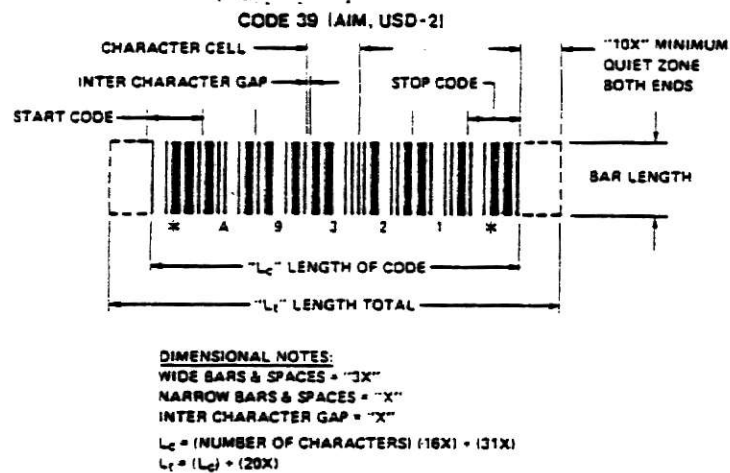 CODE 39 (AIM, USD-2)
CHARACTER CELL
"10X" MINIMUM
QUIET ZONE
BOTH ENDS
INTER CHARACTER GAP
STOP CODE
START CODE
BAR LENGTH
* A 9 3 2 1 *
"Lc" LENGTH OF CODE
"Lt" LENGTH TOTAL
DIMENSIONAL NOTES:
WIDE BARS & SPACES = "3X"
NARROW BARS & SPACES = "X"
INTER CHARACTER GAP = "X"
Lc = (NUMBER OF CHARACTERS) (16X) + (31X)
Lt = (Lc) + (20X)